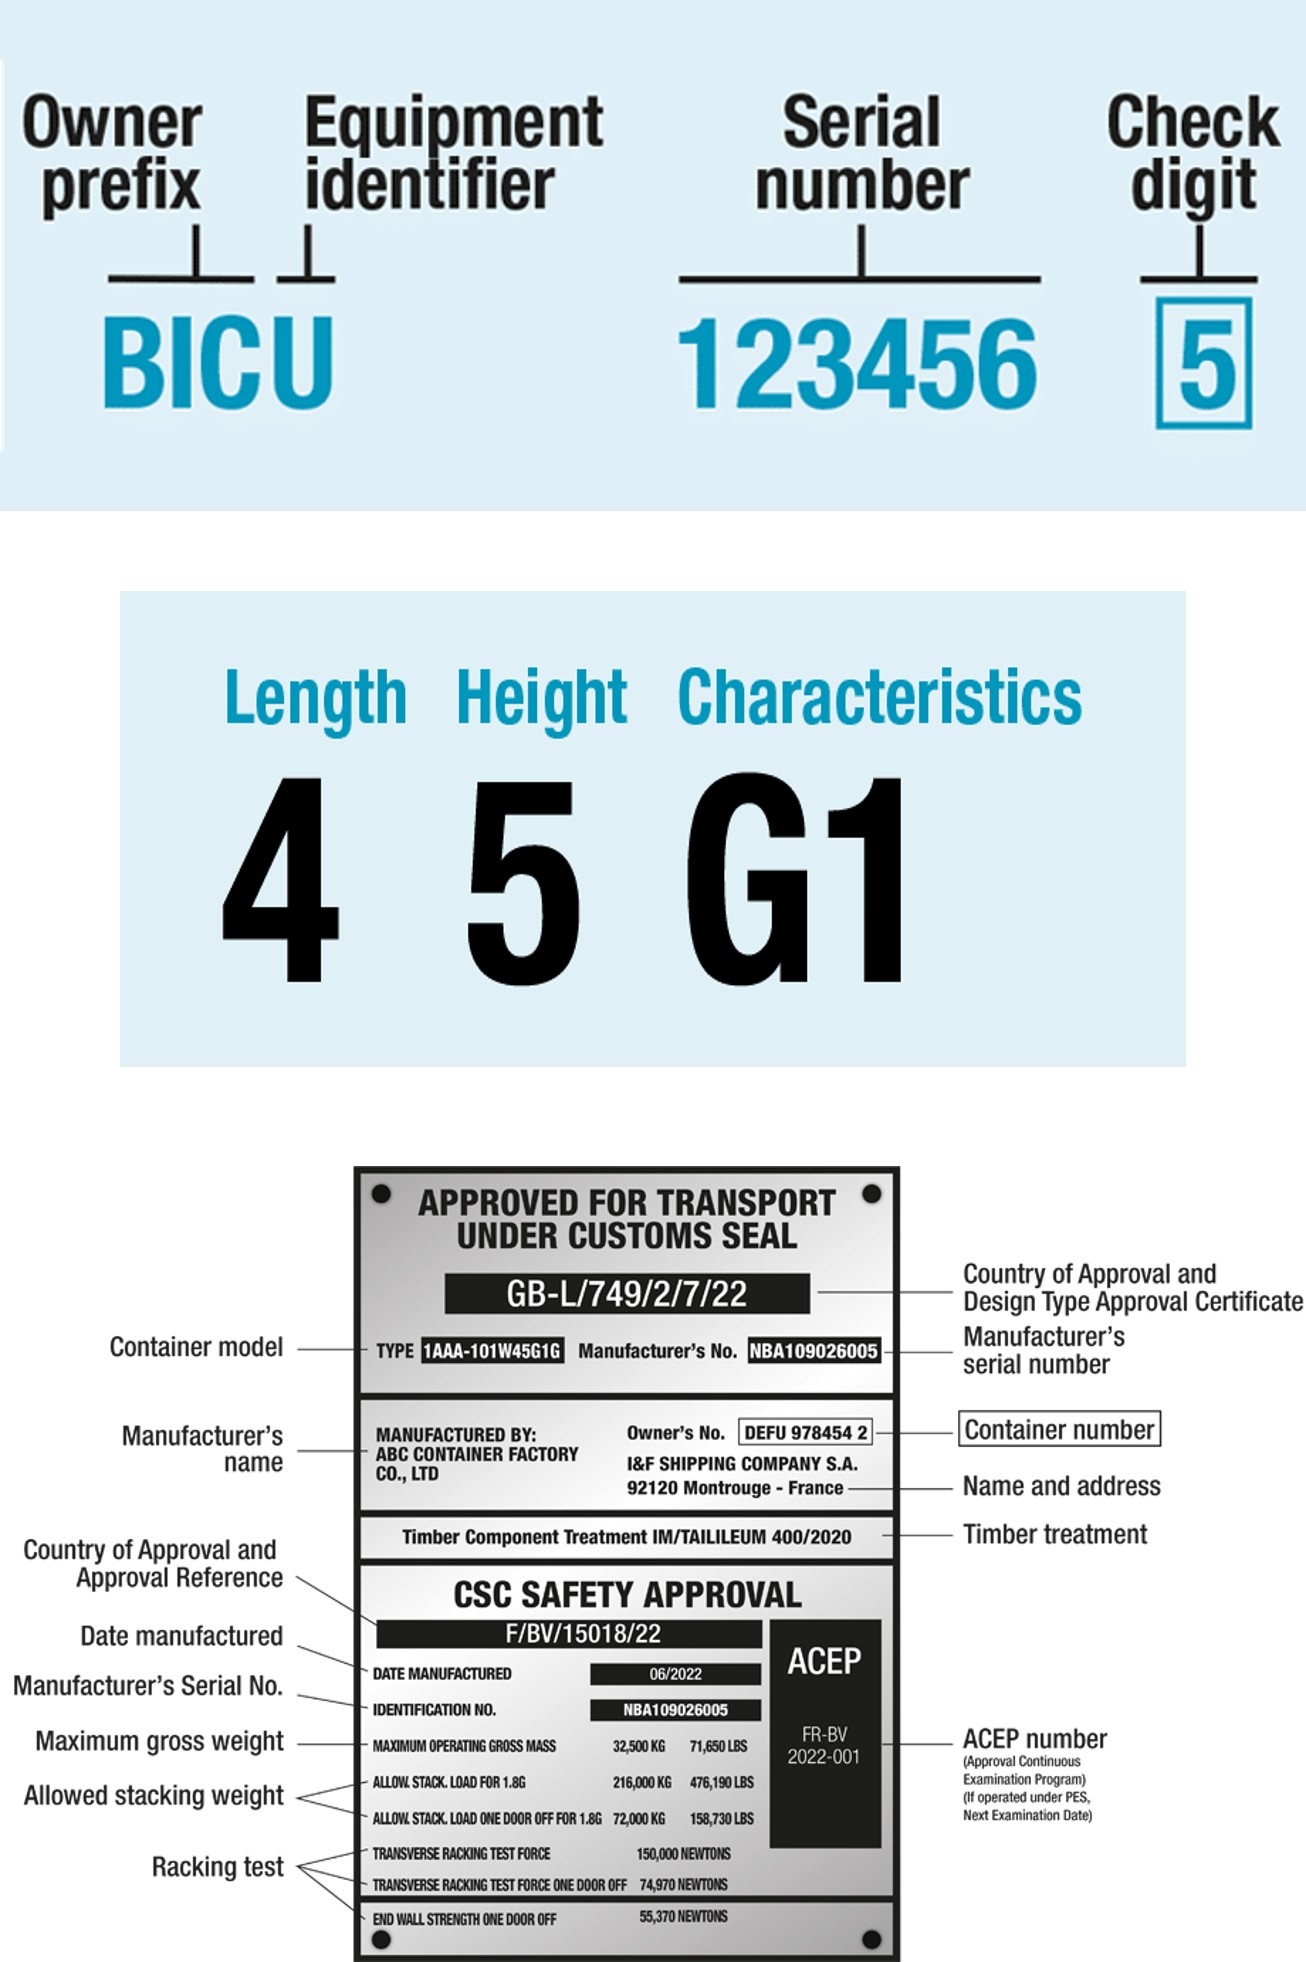 Owner
prefix
Equipment
identifier
Serial
number
Check
digit
BICU 123456 5
Length Height Characteristics
4 5 G1
APPROVED FOR TRANSPORT
UNDER CUSTOMS SEAL
GB-L/749/2/7/22
Country of Approval and
Design Type Approval Certificate
Container model
TYPE 1AAA-101W45G1G Manufacturer's No. NBA109026005
Manufacturer's
serial number
Manufacturer's
name
MANUFACTURED BY:
ABC CONTAINER FACTORY
CO., LTD
Owner's No. DEFU 978454 2
I&F SHIPPING COMPANY S.A.
92120 Montrouge - France
Container number
Name and address
Timber Component Treatment IM/TAILILEUM 400/2020
Timber treatment
Country of Approval and
Approval Reference
CSC SAFETY APPROVAL
F/BV/15018/22
Date manufactured
DATE MANUFACTURED 06/2022
Manufacturer's Serial No.
IDENTIFICATION NO. NBA109026005
Maximum gross weight
MAXIMUM OPERATING GROSS MASS 32,500 KG 71,650 LBS
Allowed stacking weight
ALLOW. STACK. LOAD FOR 1.8G 216,000 KG 476,190 LBS
ALLOW. STACK. LOAD ONE DOOR OFF FOR 1.8G 72,000 KG 158,730 LBS
Racking test
TRANSVERSE RACKING TEST FORCE 150,000 NEWTONS
TRANSVERSE RACKING TEST FORCE ONE DOOR OFF 74,970 NEWTONS
END WALL STRENGTH ONE DOOR OFF 55,370 NEWTONS
ACEP
FR-BV
2022-001
ACEP number
(Approval Continuous
Examination Program)
(If operated under PES,
Next Examination Date)